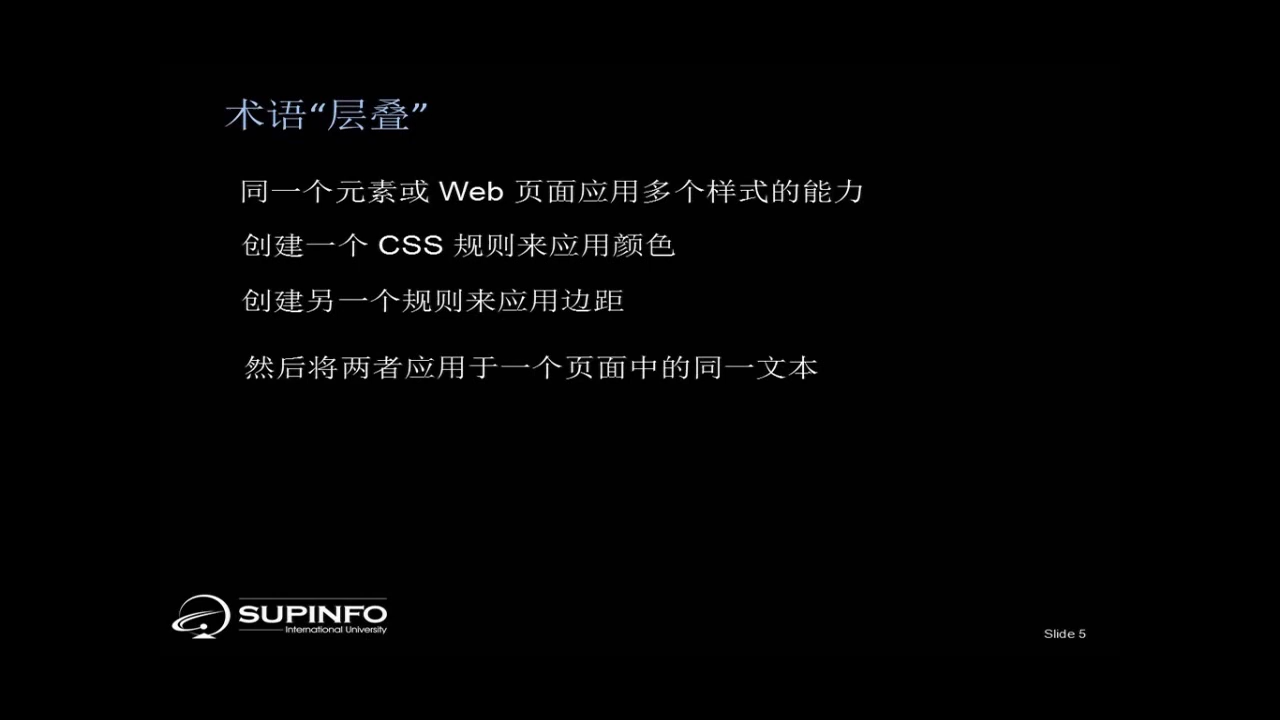 术语“层叠”
同一个元素或 Web 页面应用多个样式的能力
创建一个 CSS 规则来应用颜色
创建另一个规则来应用边距
然后将两者应用于一个页面中的同一文本
SUPINFO
International University
Slide 5